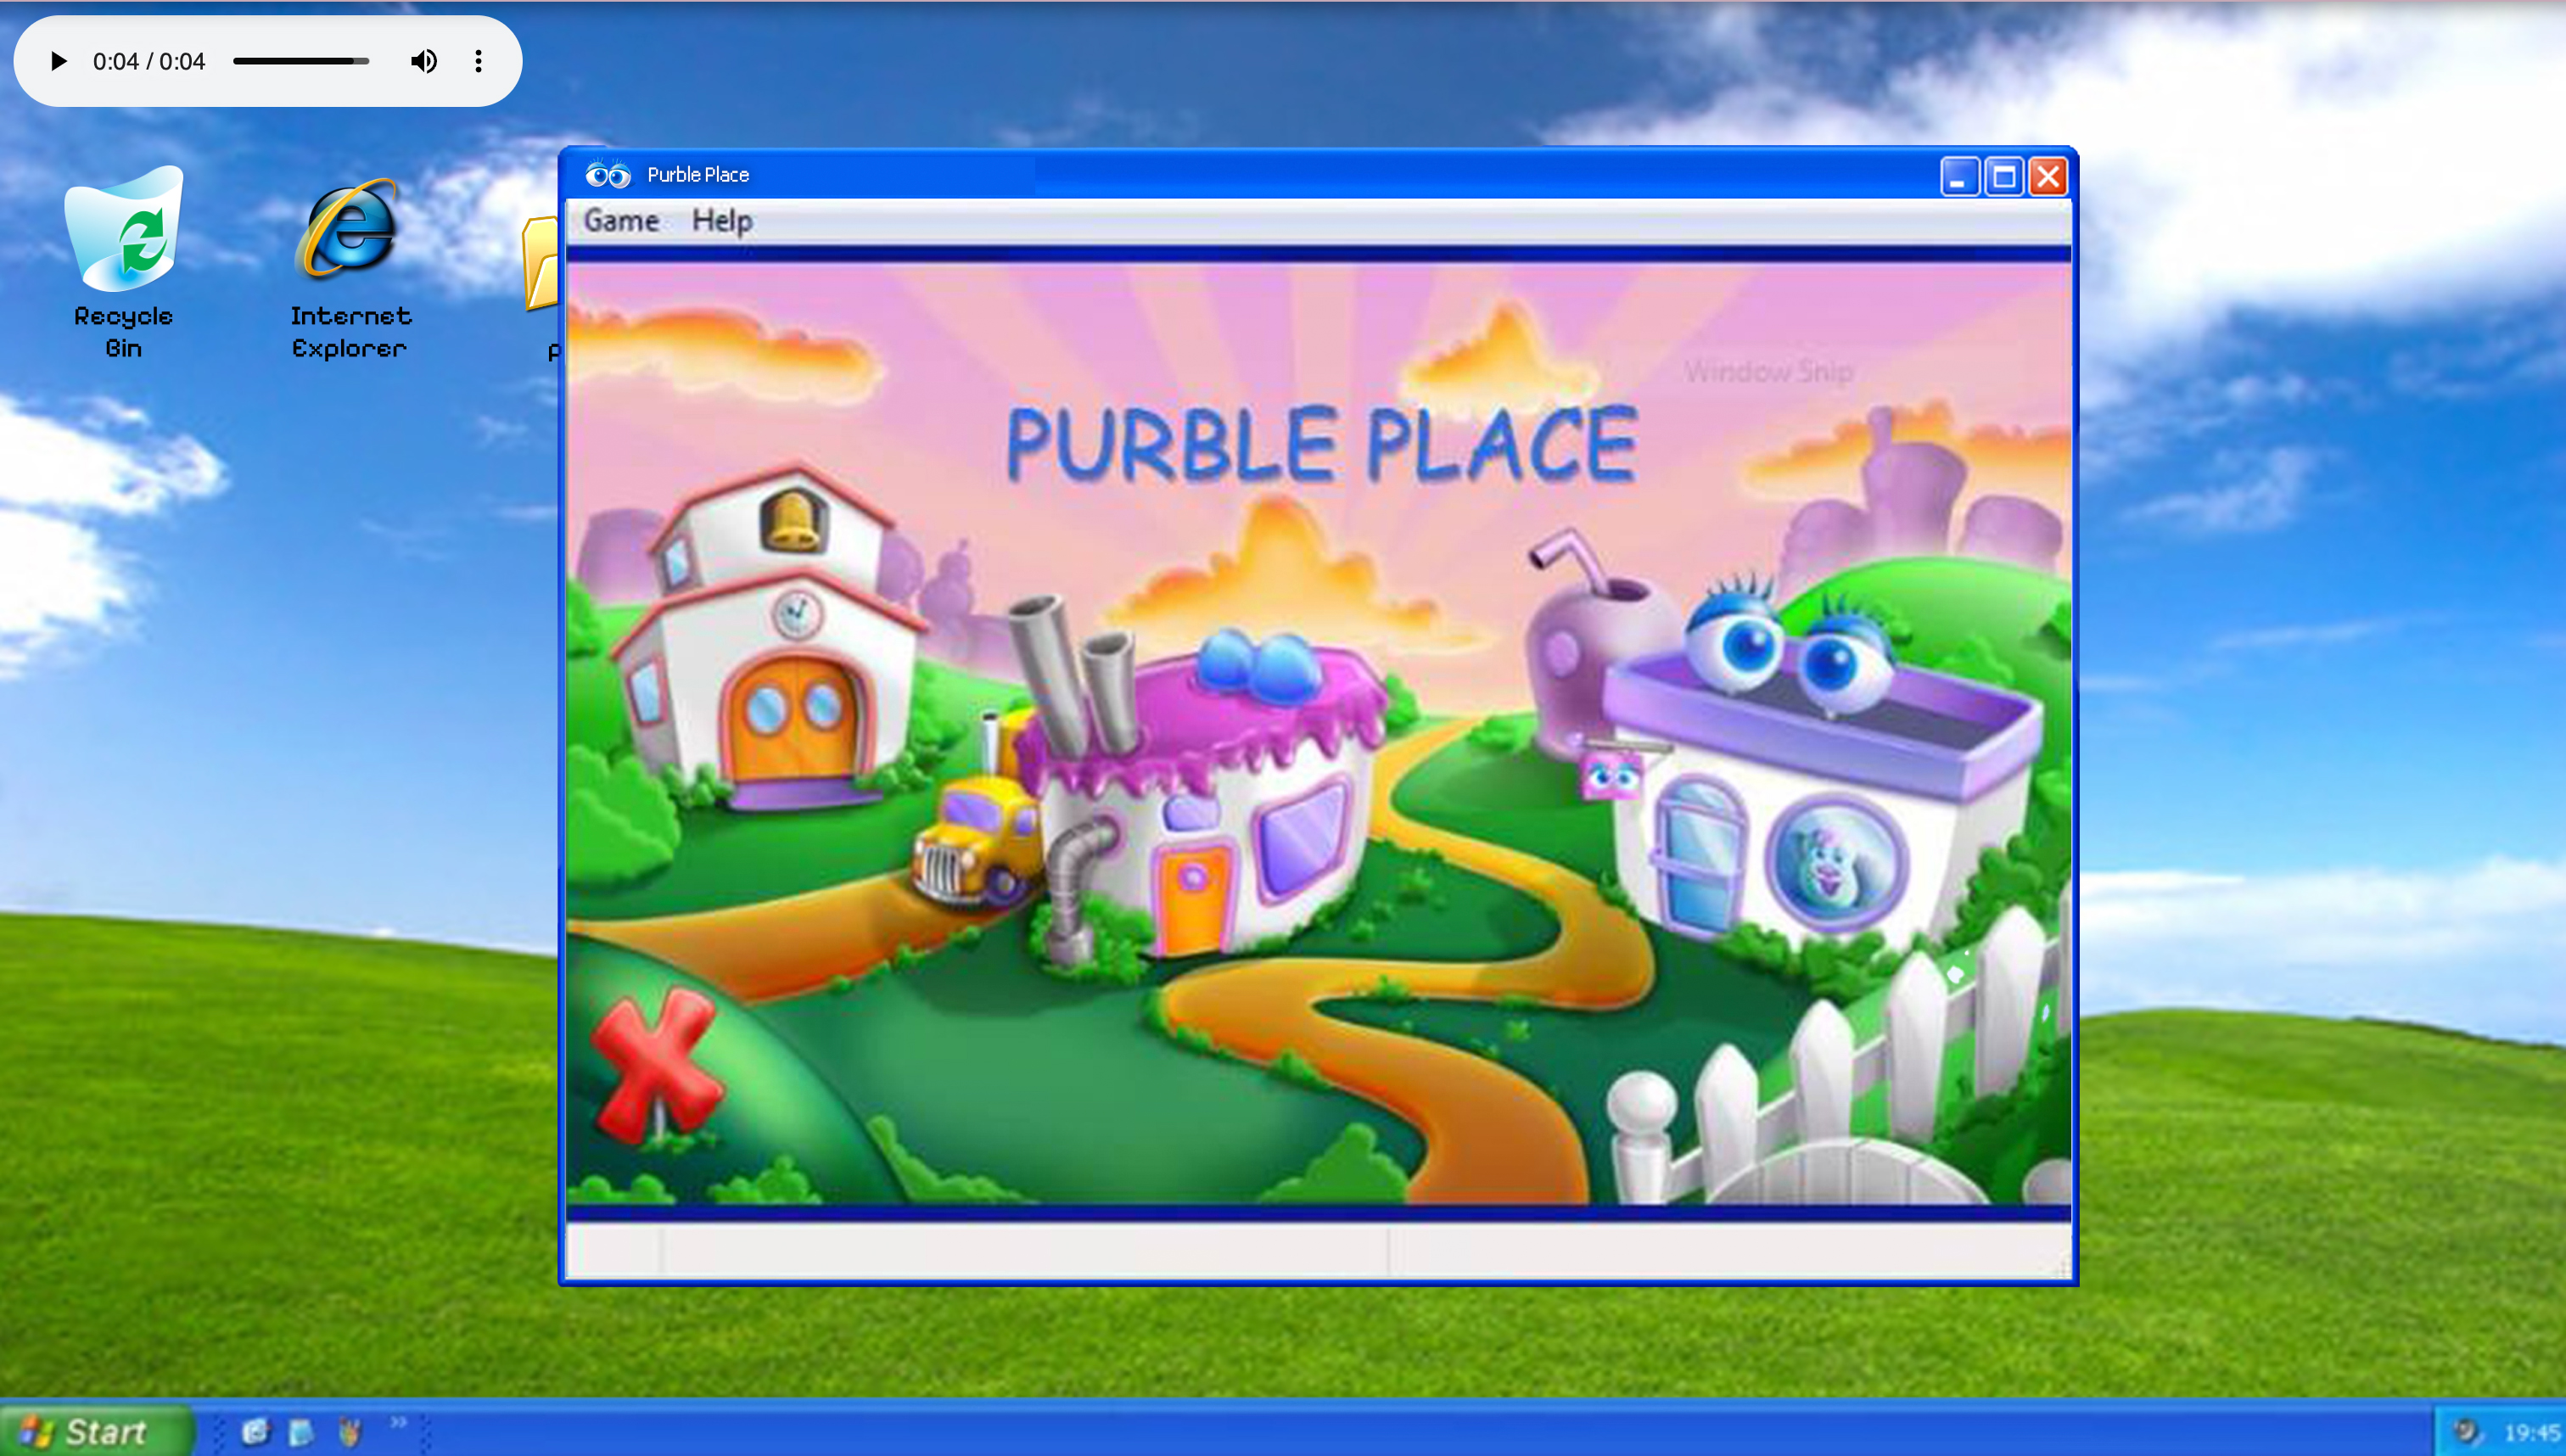 0:04 / 0:04
Purble Place
Game Help
Recycle
Bin
Internet
Explorer
p
Window Snip
PURBLE PLACE
Start
19:45